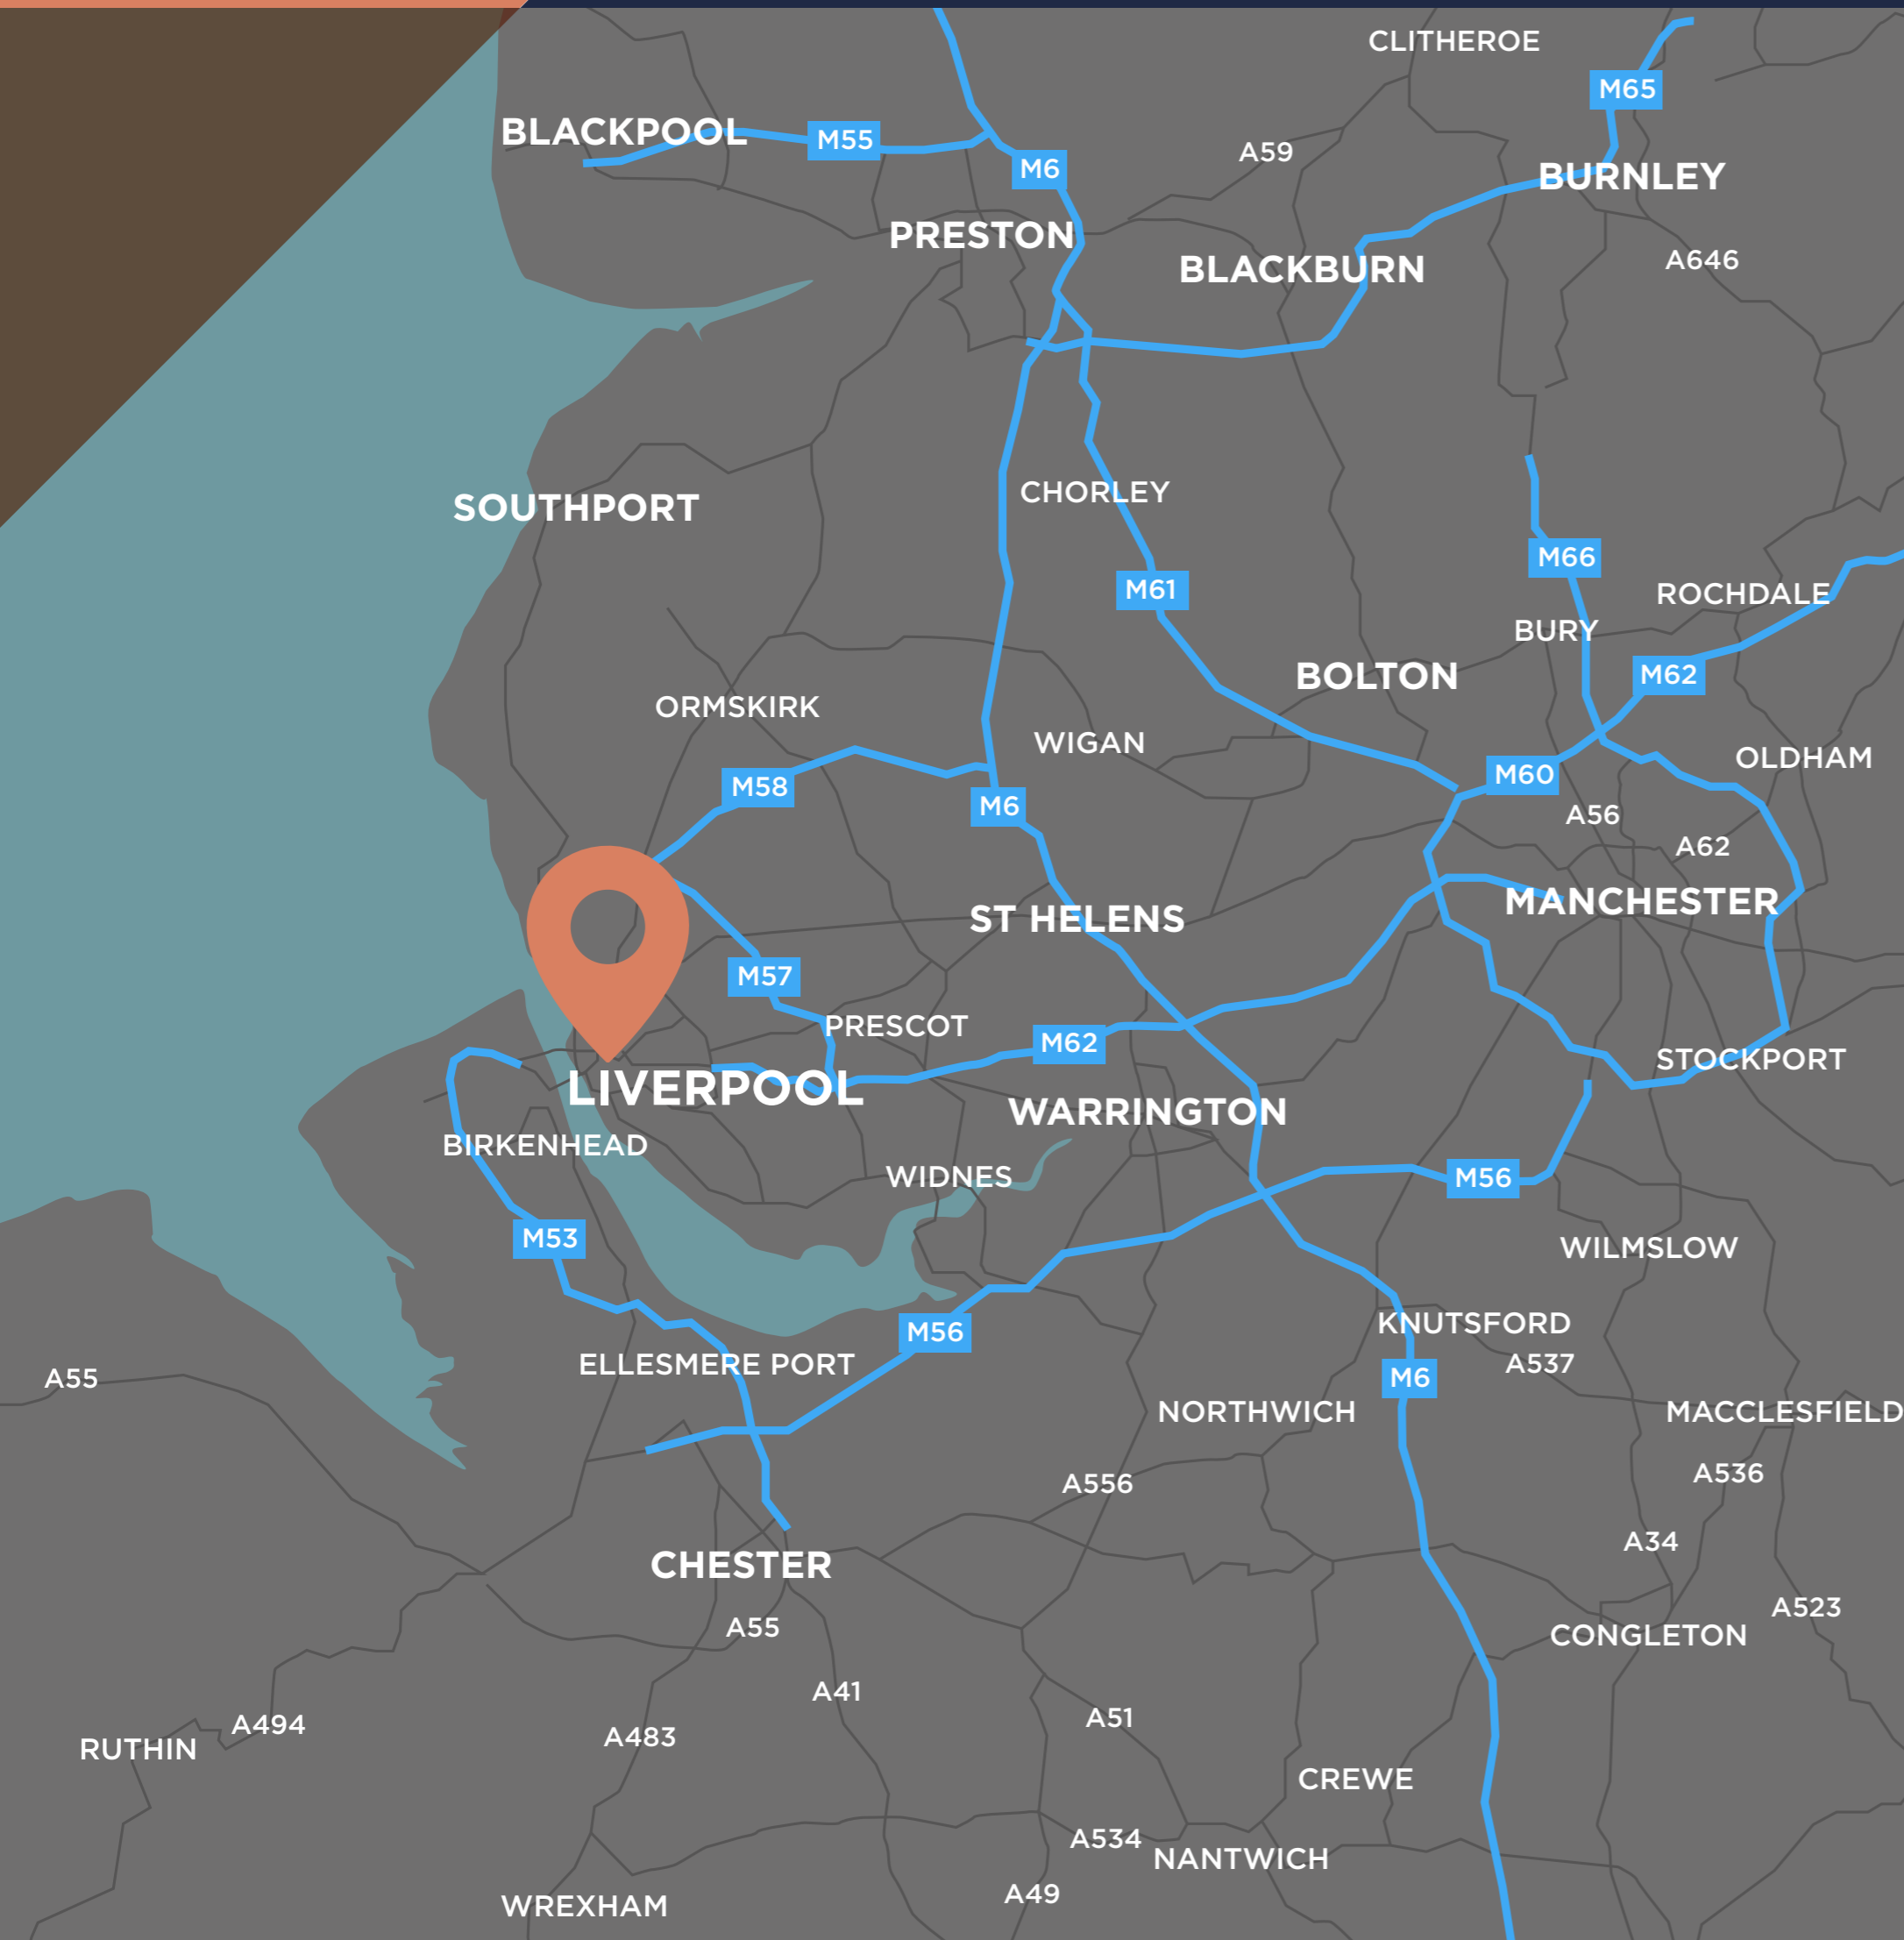 CLITHEROE
M65
BLACKPOOL
M55
A59
M6
BURNLEY
PRESTON
A646
BLACKBURN
CHORLEY
SOUTHPORT
M66
M61
ROCHDALE
BURY
M62
BOLTON
ORMSKIRK
WIGAN
OLDHAM
M60
M58
M6
A56
A62
MANCHESTER
ST HELENS
M57
PRESCOT
M62
STOCKPORT
LIVERPOOL
WARRINGTON
BIRKENHEAD
WIDNES
M56
M53
WILMSLOW
KNUTSFORD
M56
ELLESMERE PORT
A537
A55
M6
NORTHWICH
MACCLESFIELD
A536
A556
A34
CHESTER
A523
A55
CONGLETON
A41
A51
A494
A483
RUTHIN
CREWE
A534
NANTWICH
A49
WREXHAM